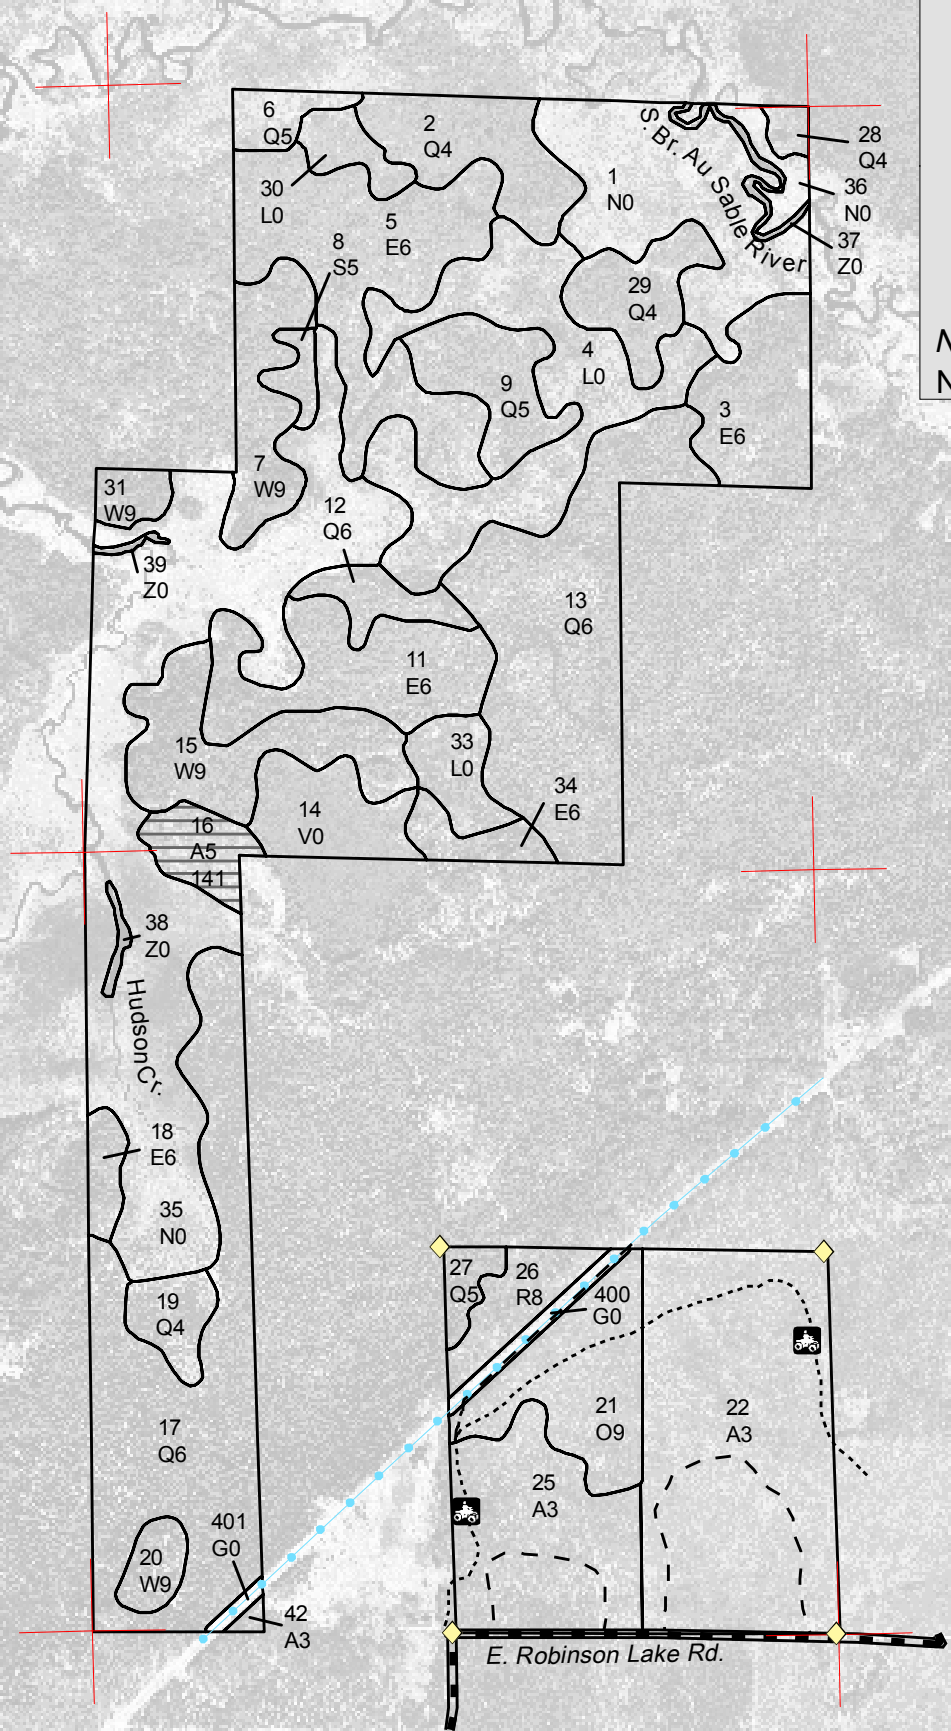 6
Q5
2
Q4
S. Br. Au Sable River
28
Q4
30
L0
1
N0
36
N0
5
E6
8
S5
37
Z0
29
Q4
4
L0
9
Q5
3
E6
7
W9
31
W9
12
Q6
39
Z0
13
Q6
11
E6
15
W9
33
L0
34
E6
14
V0
16
A5
141
38
Z0
Hudson Cr.
18
E6
35
N0
27
Q5
26
R8
400
G0
19
Q4
21
O9
22
A3
17
Q6
25
A3
401
G0
20
W9
42
A3
E. Robinson Lake Rd.